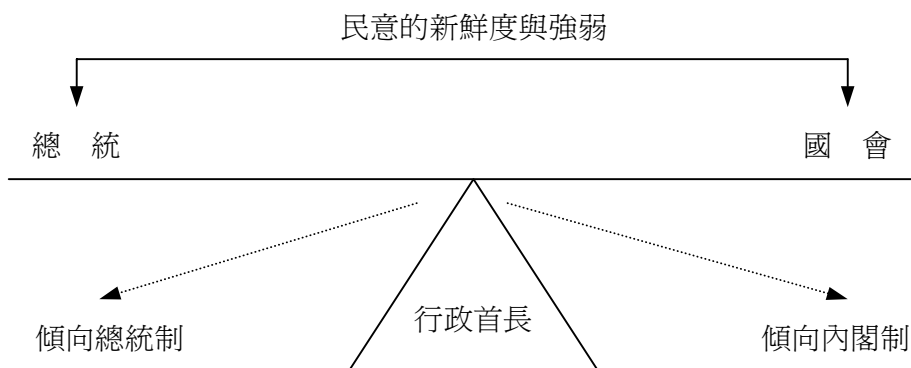 民意的新鮮度與強弱
總 統
國 會
行政首長
傾向總統制
傾向內閣制